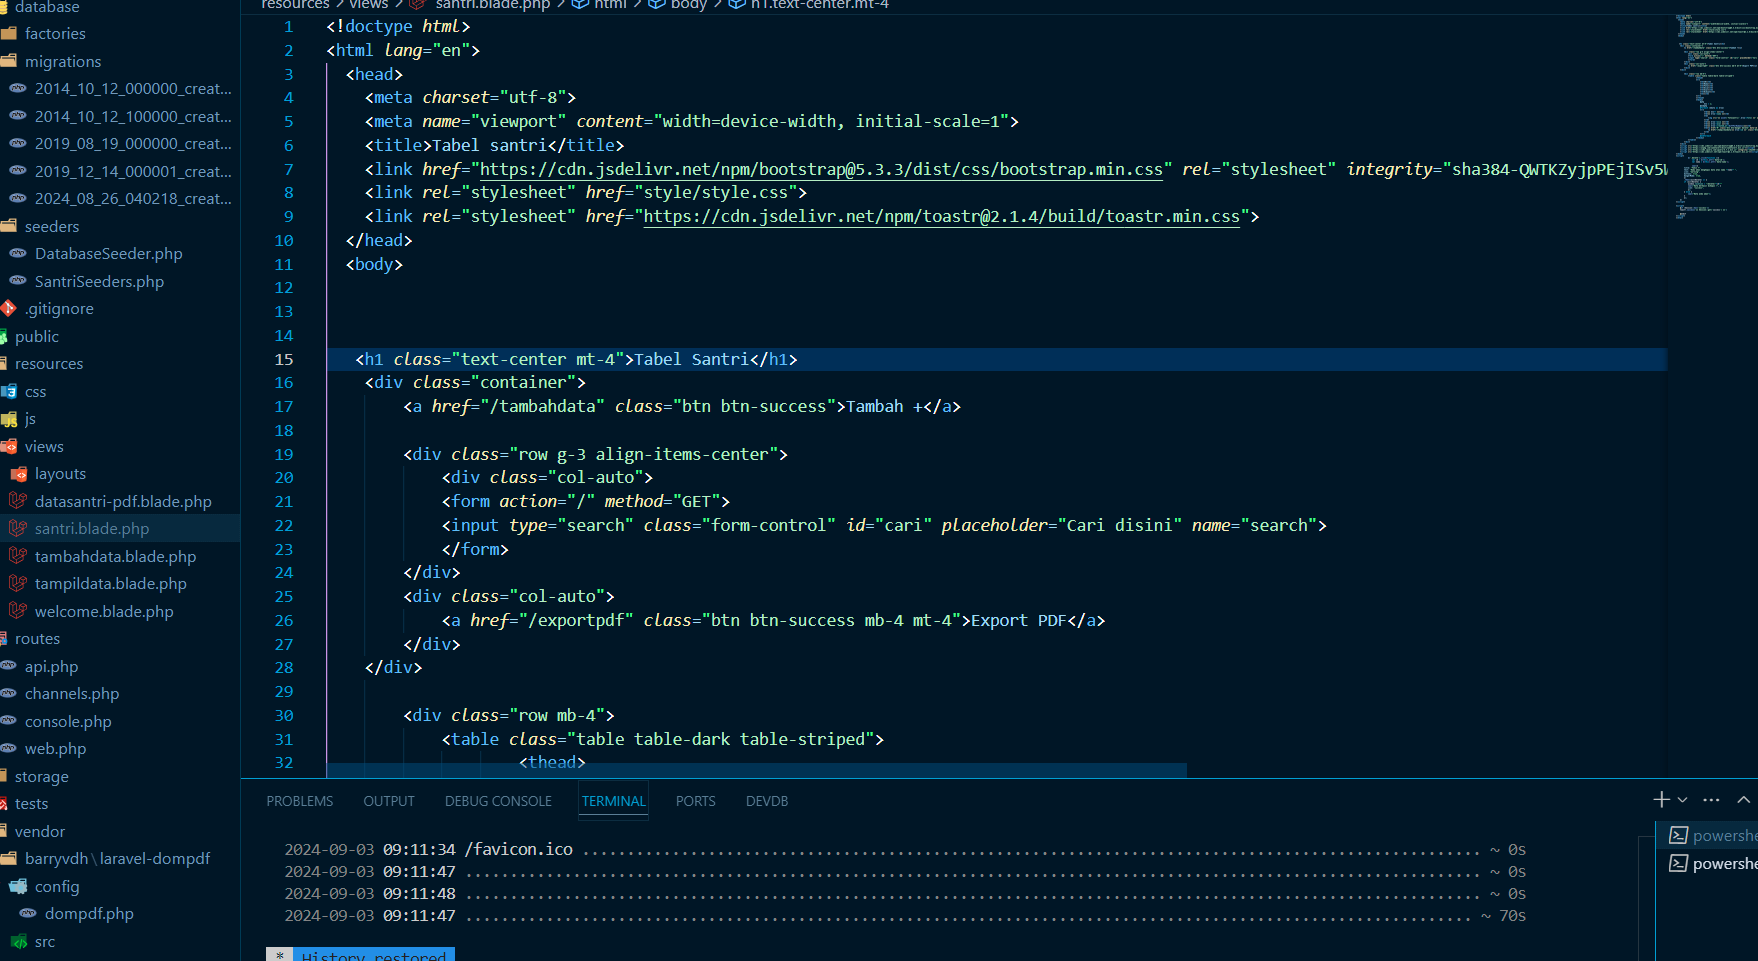 database
factories
migrations
2014_10_12_000000_creat...
2014_10_12_100000_creat...
2019_08_19_000000_creat...
2019_12_14_000001_creat...
2024_08_26_040218_creat...
seeders
DatabaseSeeder.php
SantriSeeders.php
.gitignore
public
resources
css
js
views
layouts
datasantri-pdf.blade.php
santri.blade.php
tambahdata.blade.php
tampildata.blade.php
welcome.blade.php
routes
api.php
channels.php
console.php
web.php
storage
tests
vendor
barryvdh\laravel-dompdf
config
dompdf.php
src
resources > views > santri.blade.php > html > body > h1.text-center.mt-4
1 <!doctype html>
2 <html lang="en">
3 <head>
4 <meta charset="utf-8">
5 <meta name="viewport" content="width=device-width, initial-scale=1">
6 <title>Tabel santri</title>
7 <link href="https://cdn.jsdelivr.net/npm/bootstrap@5.3.3/dist/css/bootstrap.min.css" rel="stylesheet" integrity="sha384-QWTKZyjpPEjISv5W
8 <link rel="stylesheet" href="style/style.css">
9 <link rel="stylesheet" href="https://cdn.jsdelivr.net/npm/toastr@2.1.4/build/toastr.min.css">
10 </head>
11 <body>
12
13
14
15 <h1 class="text-center mt-4">Tabel Santri</h1>
16 <div class="container">
17 <a href="/tambahdata" class="btn btn-success">Tambah +</a>
18
19 <div class="row g-3 align-items-center">
20 <div class="col-auto">
21 <form action="/" method="GET">
22 <input type="search" class="form-control" id="cari" placeholder="Cari disini" name="search">
23 </form>
24 </div>
25 <div class="col-auto">
26 <a href="/exportpdf" class="btn btn-success mb-4 mt-4">Export PDF</a>
27 </div>
28 </div>
29
30 <div class="row mb-4">
31 <table class="table table-dark table-striped">
32 <thead>
PROBLEMS OUTPUT DEBUG CONSOLE TERMINAL PORTS DEVDB
2024-09-03 09:11:34 /favicon.ico ........ ~ 0s
2024-09-03 09:11:47 ........ ~ 0s
2024-09-03 09:11:48 ........ ~ 0s
2024-09-03 09:11:47 ........ ~ 70s
* History restored
powershe
powershe